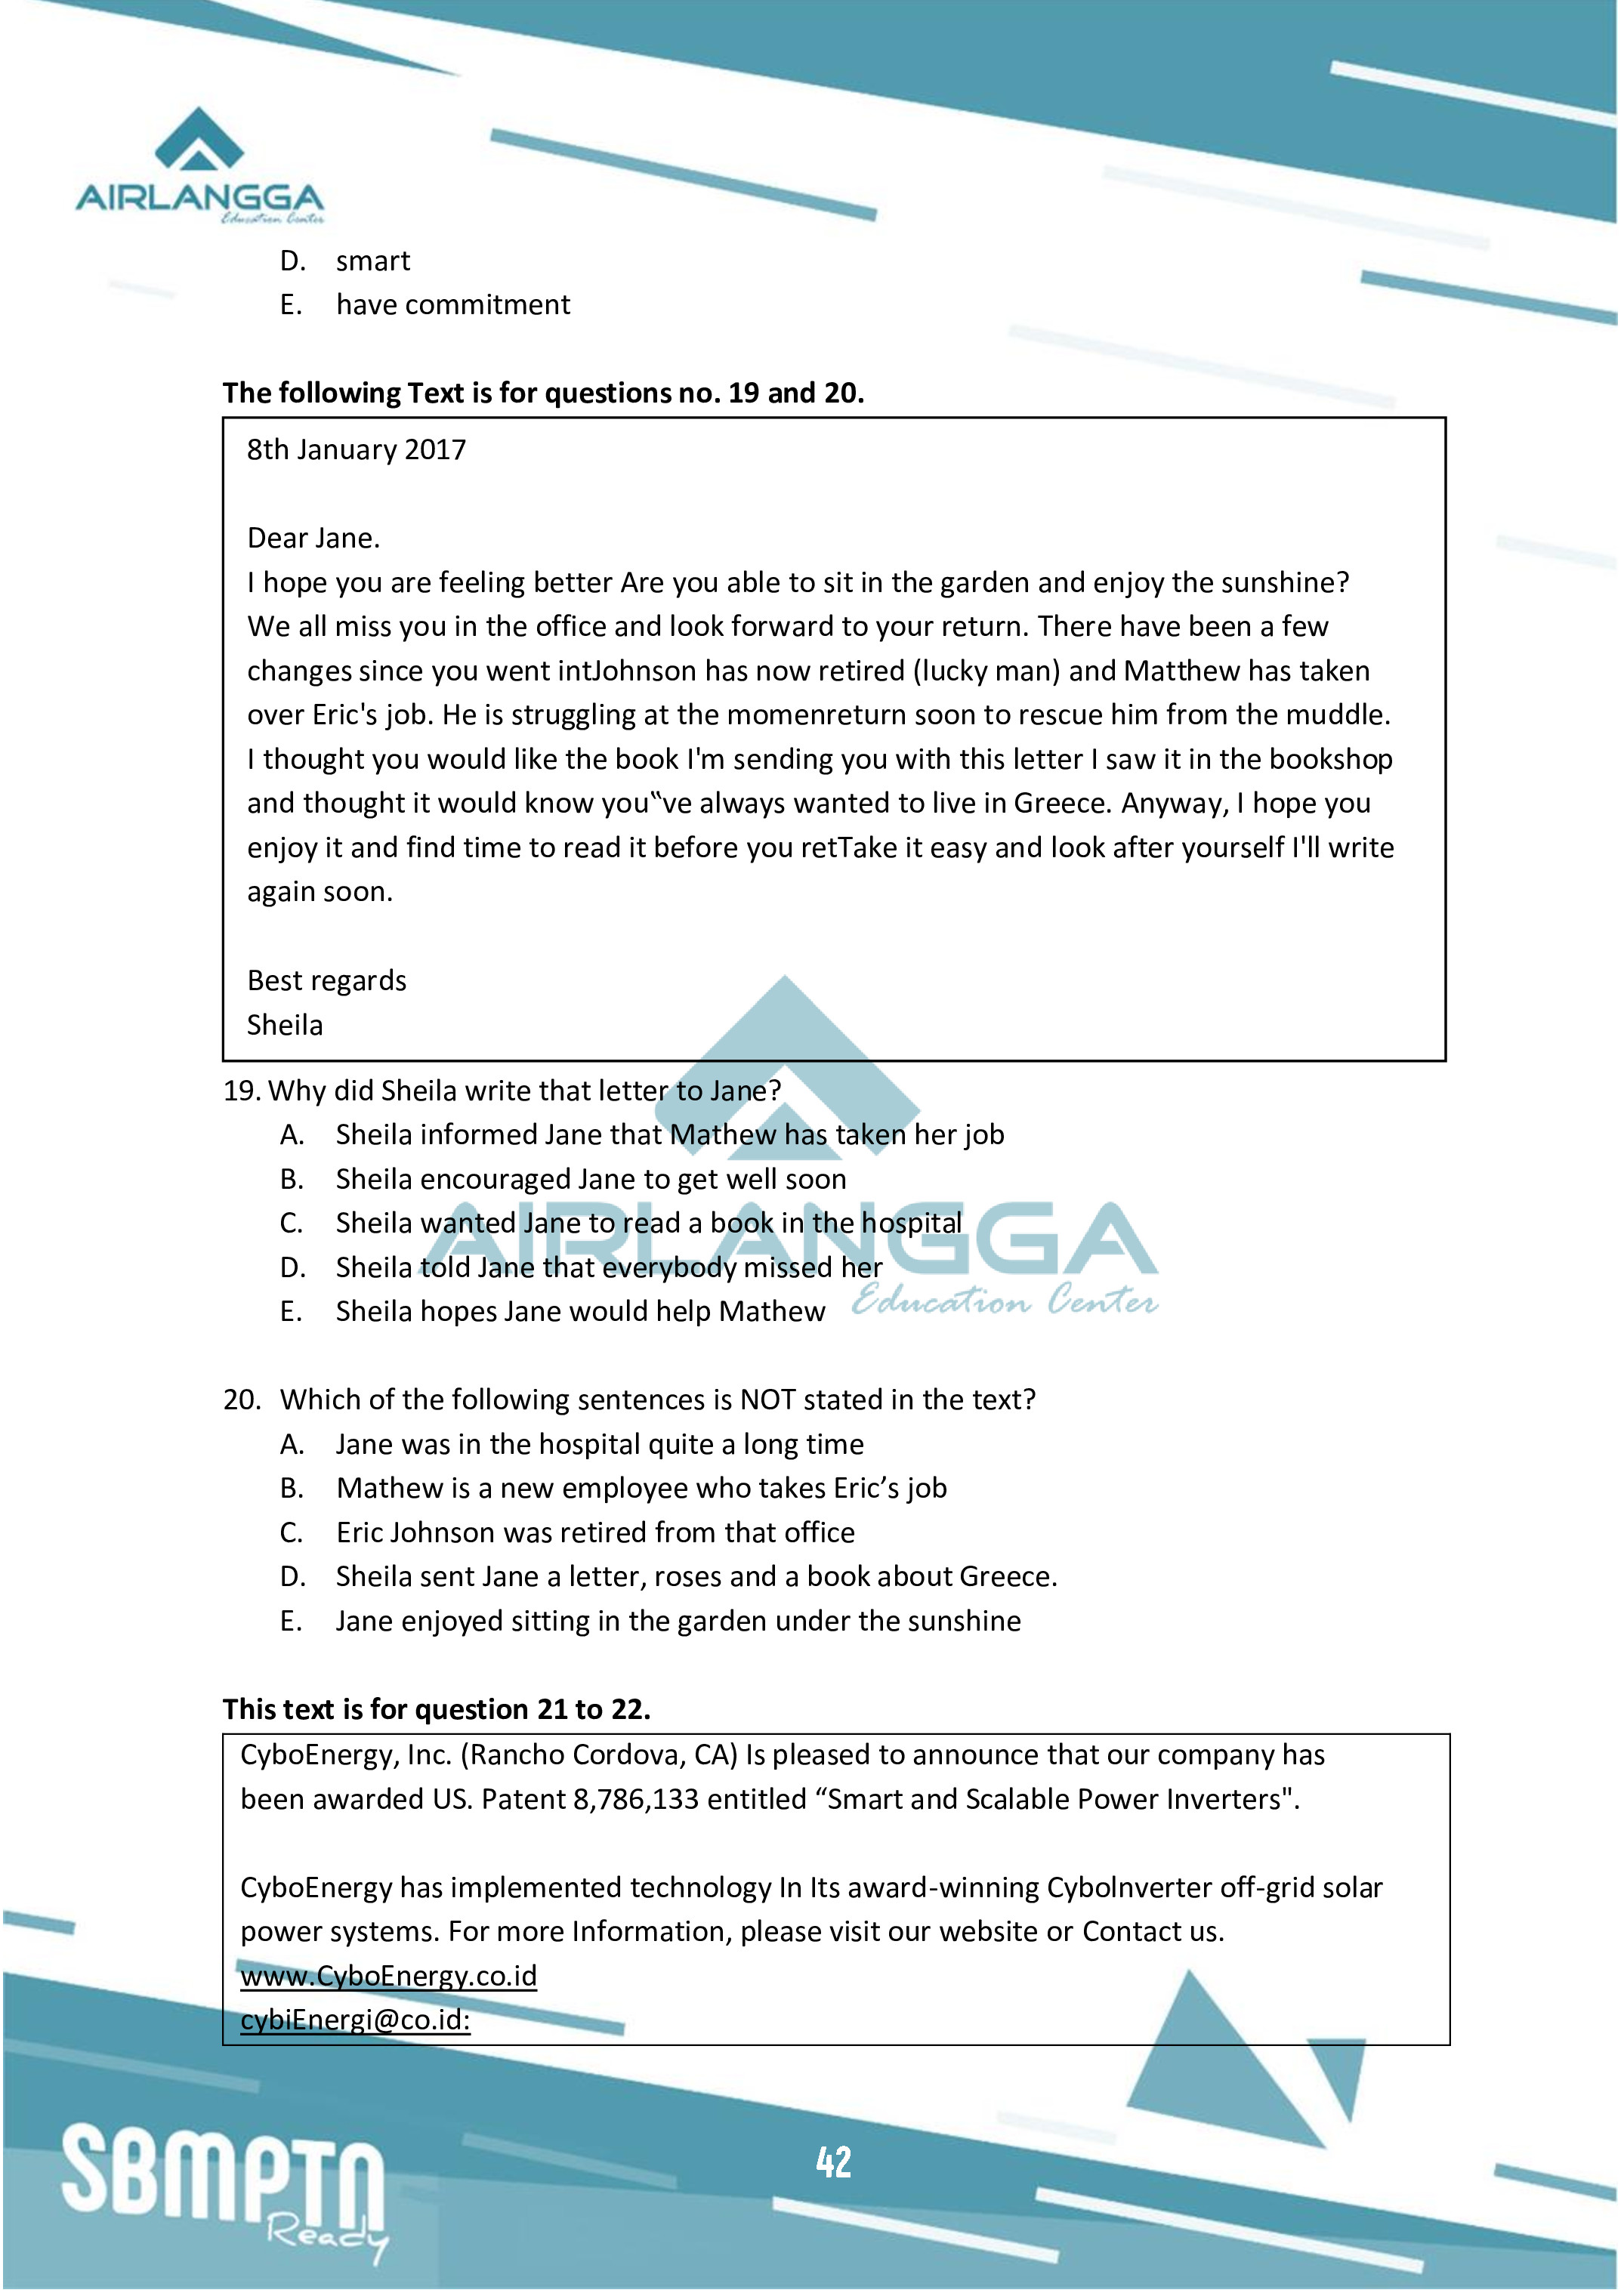 AIRLANGGA
Education Center
D. smart
E. have commitment
The following Text is for questions no. 19 and 20.
8th January 2017
Dear Jane.
I hope you are feeling better Are you able to sit in the garden and enjoy the sunshine?
We all miss you in the office and look forward to your return. There have been a few
changes since you went intJohnson has now retired (lucky man) and Matthew has taken
over Eric's job. He is struggling at the momenreturn soon to rescue him from the muddle.
I thought you would like the book I'm sending you with this letter I saw it in the bookshop
and thought it would know you‟ve always wanted to live in Greece. Anyway, I hope you
enjoy it and find time to read it before you retTake it easy and look after yourself I'll write
again soon.
Best regards
Sheila
19. Why did Sheila write that letter to Jane?
A. Sheila informed Jane that Mathew has taken her job
B. Sheila encouraged Jane to get well soon
C. Sheila wanted Jane to read a book in the hospital
D. Sheila told Jane that everybody missed her
E. Sheila hopes Jane would help Mathew
AIRLANGGA
Education Center
20. Which of the following sentences is NOT stated in the text?
A. Jane was in the hospital quite a long time
B. Mathew is a new employee who takes Eric’s job
C. Eric Johnson was retired from that office
D. Sheila sent Jane a letter, roses and a book about Greece.
E. Jane enjoyed sitting in the garden under the sunshine
This text is for question 21 to 22.
CyboEnergy, Inc. (Rancho Cordova, CA) Is pleased to announce that our company has
been awarded US. Patent 8,786,133 entitled “Smart and Scalable Power Inverters".
CyboEnergy has implemented technology In Its award-winning CyboInverter off-grid solar
power systems. For more Information, please visit our website or Contact us.
www.CyboEnergy.co.id
cybiEnergi@co.id:
SBMPTN
Ready
42